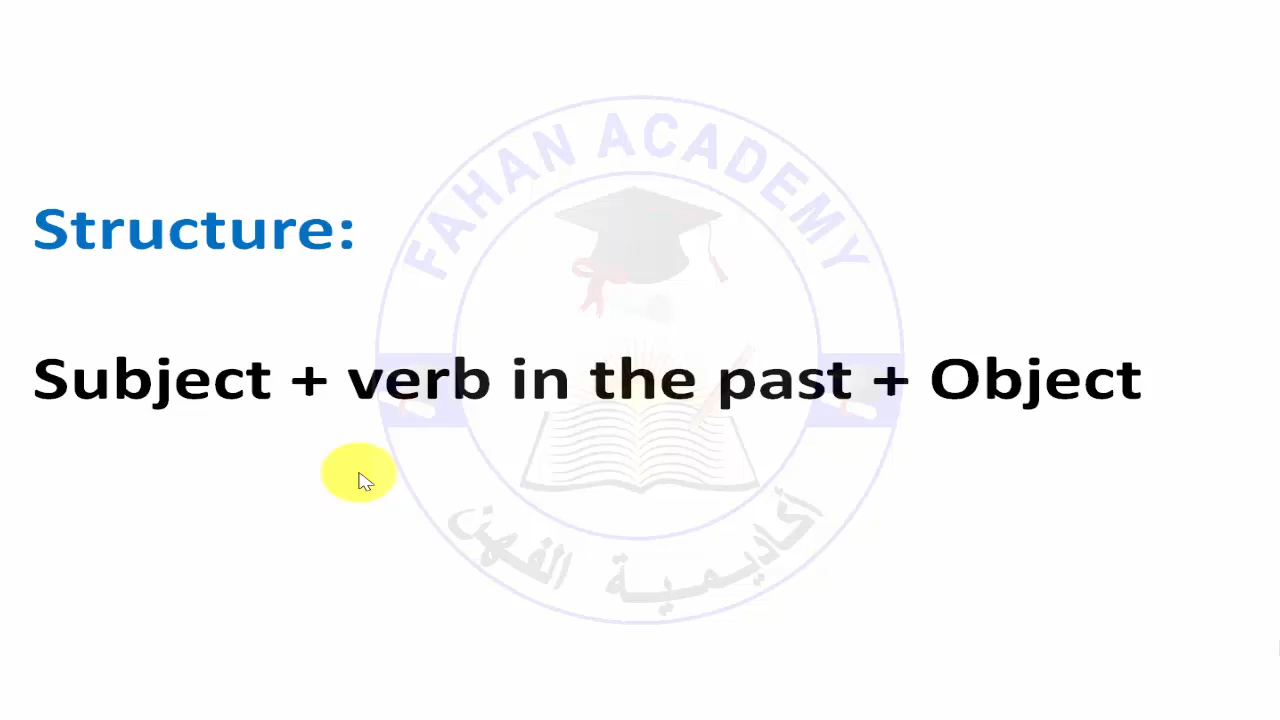 FAHAN ACADEMY
Structure:
Subject + verb in the past + Object
أكاديمية الفهن